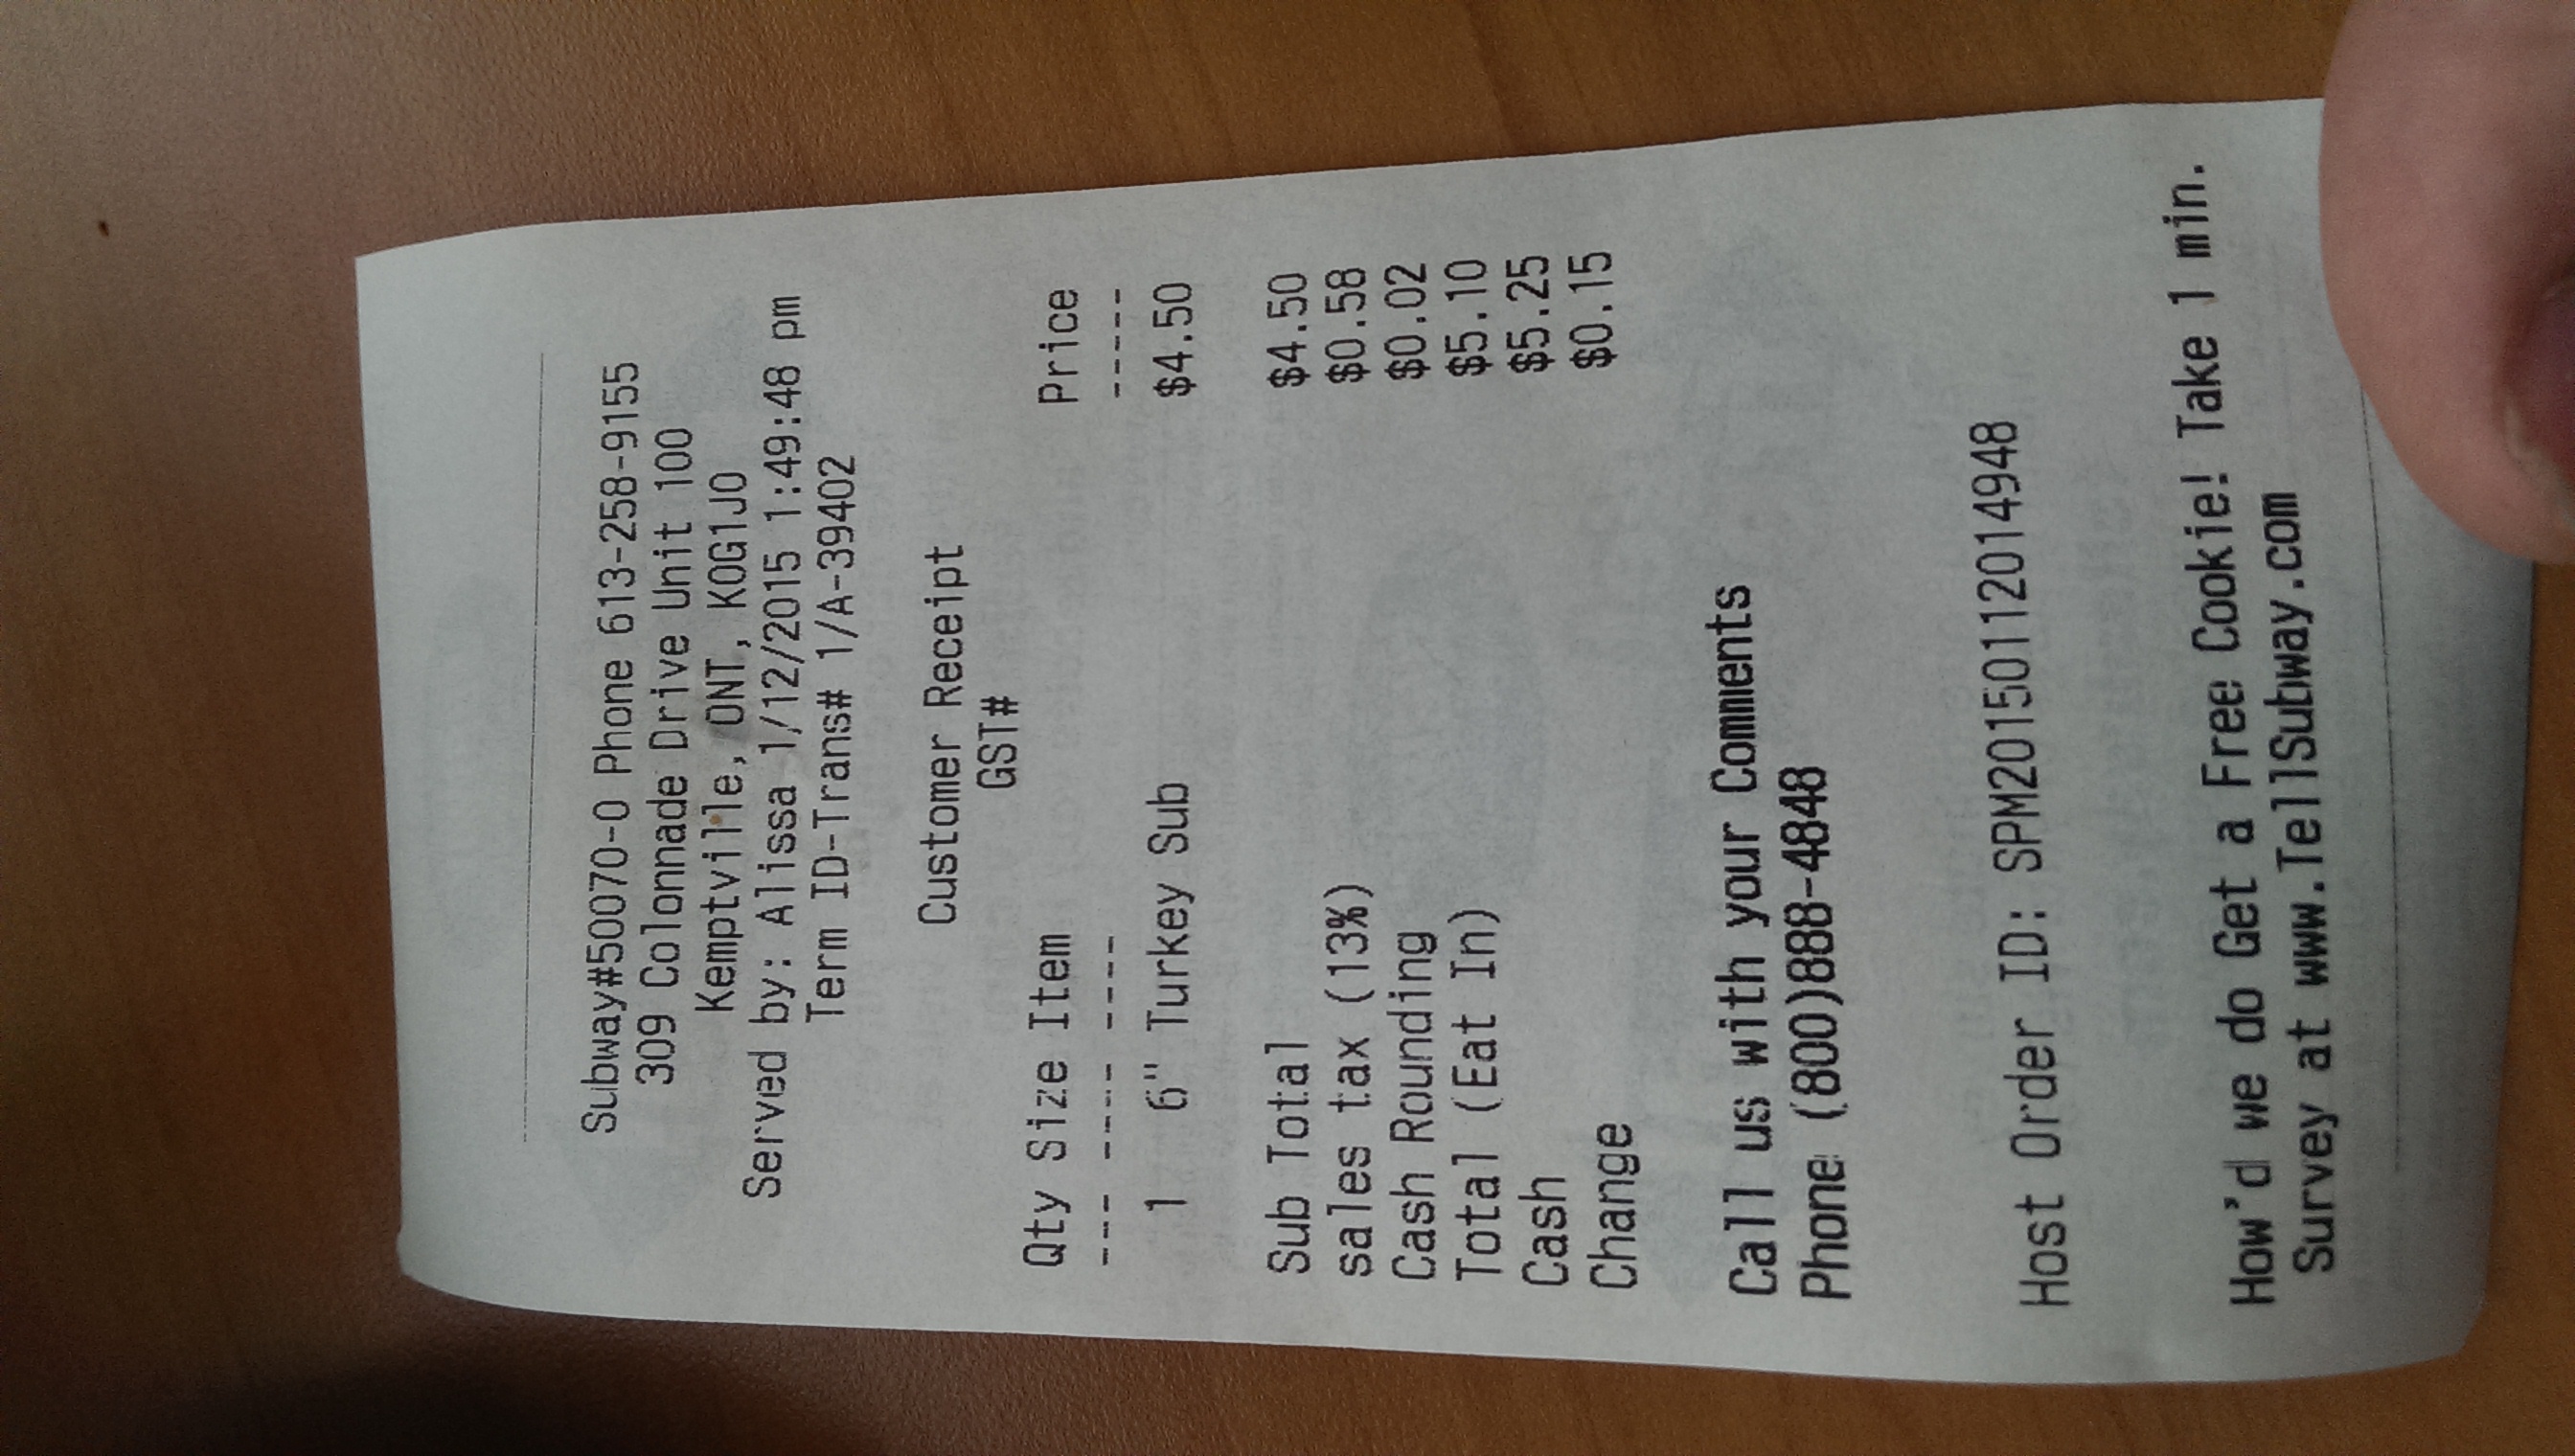 Subway#50070-0 Phone 613-258-9155
309 Colonnade Drive Unit 100
Kemptville, ONT, K0G1J0
Served by: Alissa 1/12/2015 1:49:48 pm
Term ID-Trans# 1/A-39402
Customer Receipt
GST#
Qty Size Item Price
--- ---- ---- -----
1 6" Turkey Sub $4.50
Sub Total $4.50
sales tax (13%) $0.58
Cash Rounding $0.02
Total (Eat In) $5.10
Cash $5.25
Change $0.15
Call us with your Comments
Phone (800)888-4848
Host Order ID: SPM2015011201494​8
How'd we do Get a Free Cookie! Take 1 min.
Survey at www.TellSubway.com